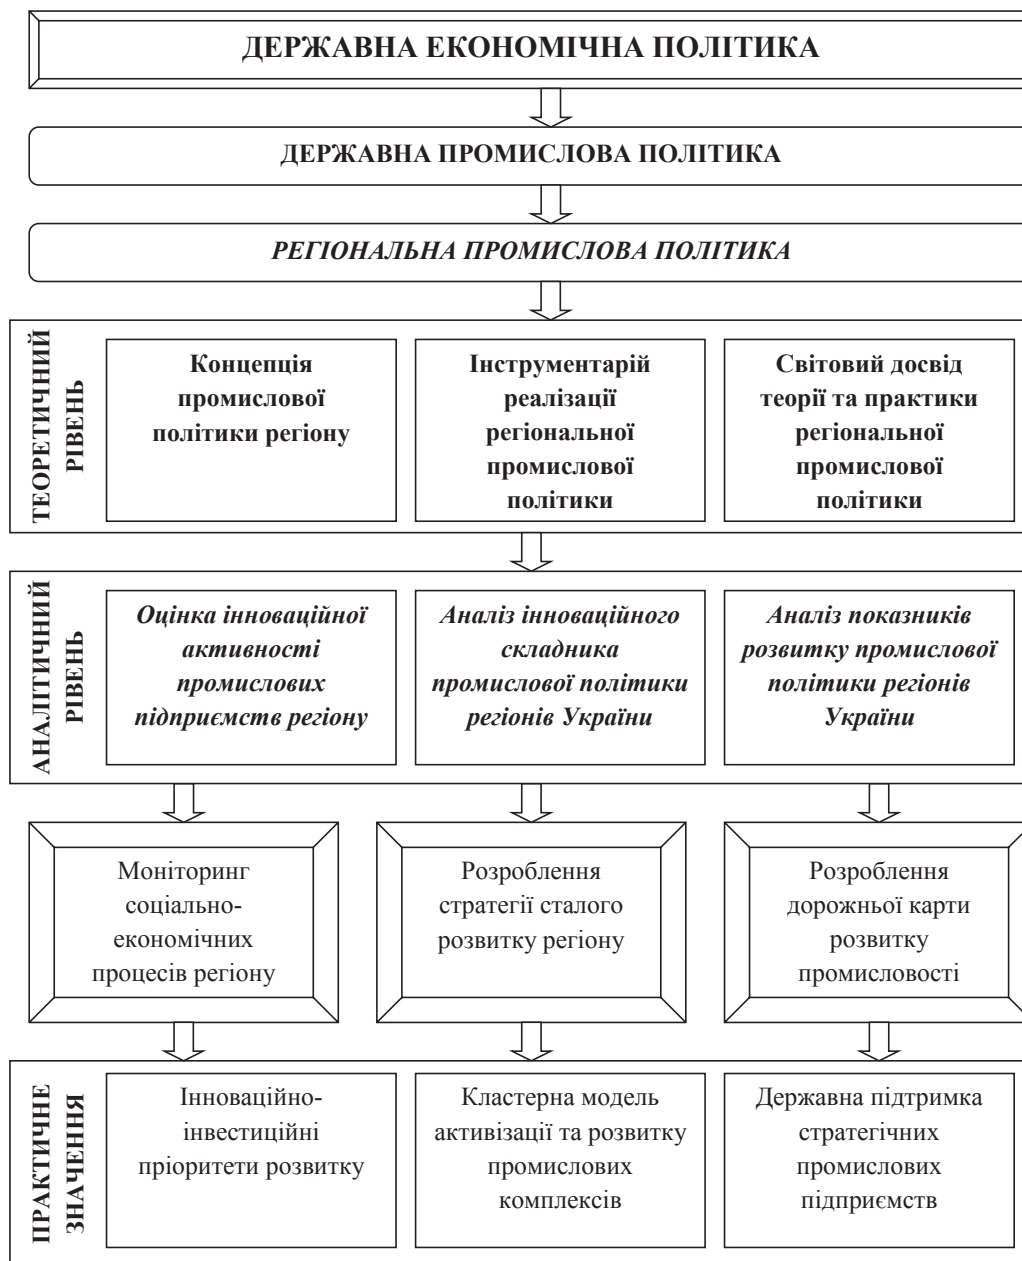 ДЕРЖАВНА ЕКОНОМІЧНА ПОЛІТИКА
ДЕРЖАВНА ПРОМИСЛОВА ПОЛІТИКА
РЕГІОНАЛЬНА ПРОМИСЛОВА ПОЛІТИКА
ТЕОРЕТИЧНИЙ
РІВЕНЬ
Концепція
промислової
політики регіону
Інструментарій
реалізації
регіональної
промислової
політики
Світовий досвід
теорії та практики
регіональної
промислової
політики
АНАЛІТИЧНИЙ
РІВЕНЬ
Оцінка інноваційної
активності
промислових
підприємств регіону
Аналіз інноваційного
складника
промислової політики
регіонів України
Аналіз показників
розвитку промислової
політики регіонів
України
Моніторинг
соціально-
економічних
процесів регіону
Розроблення
стратегії сталого
розвитку регіону
Розроблення
дорожньої карти
розвитку
промисловості
ПРАКТИЧНЕ
ЗНАЧЕННЯ
Інноваційно-
інвестиційні
пріоритети розвитку
Кластерна модель
активізації та розвитку
промислових
комплексів
Державна підтримка
стратегічних
промислових
підприємств